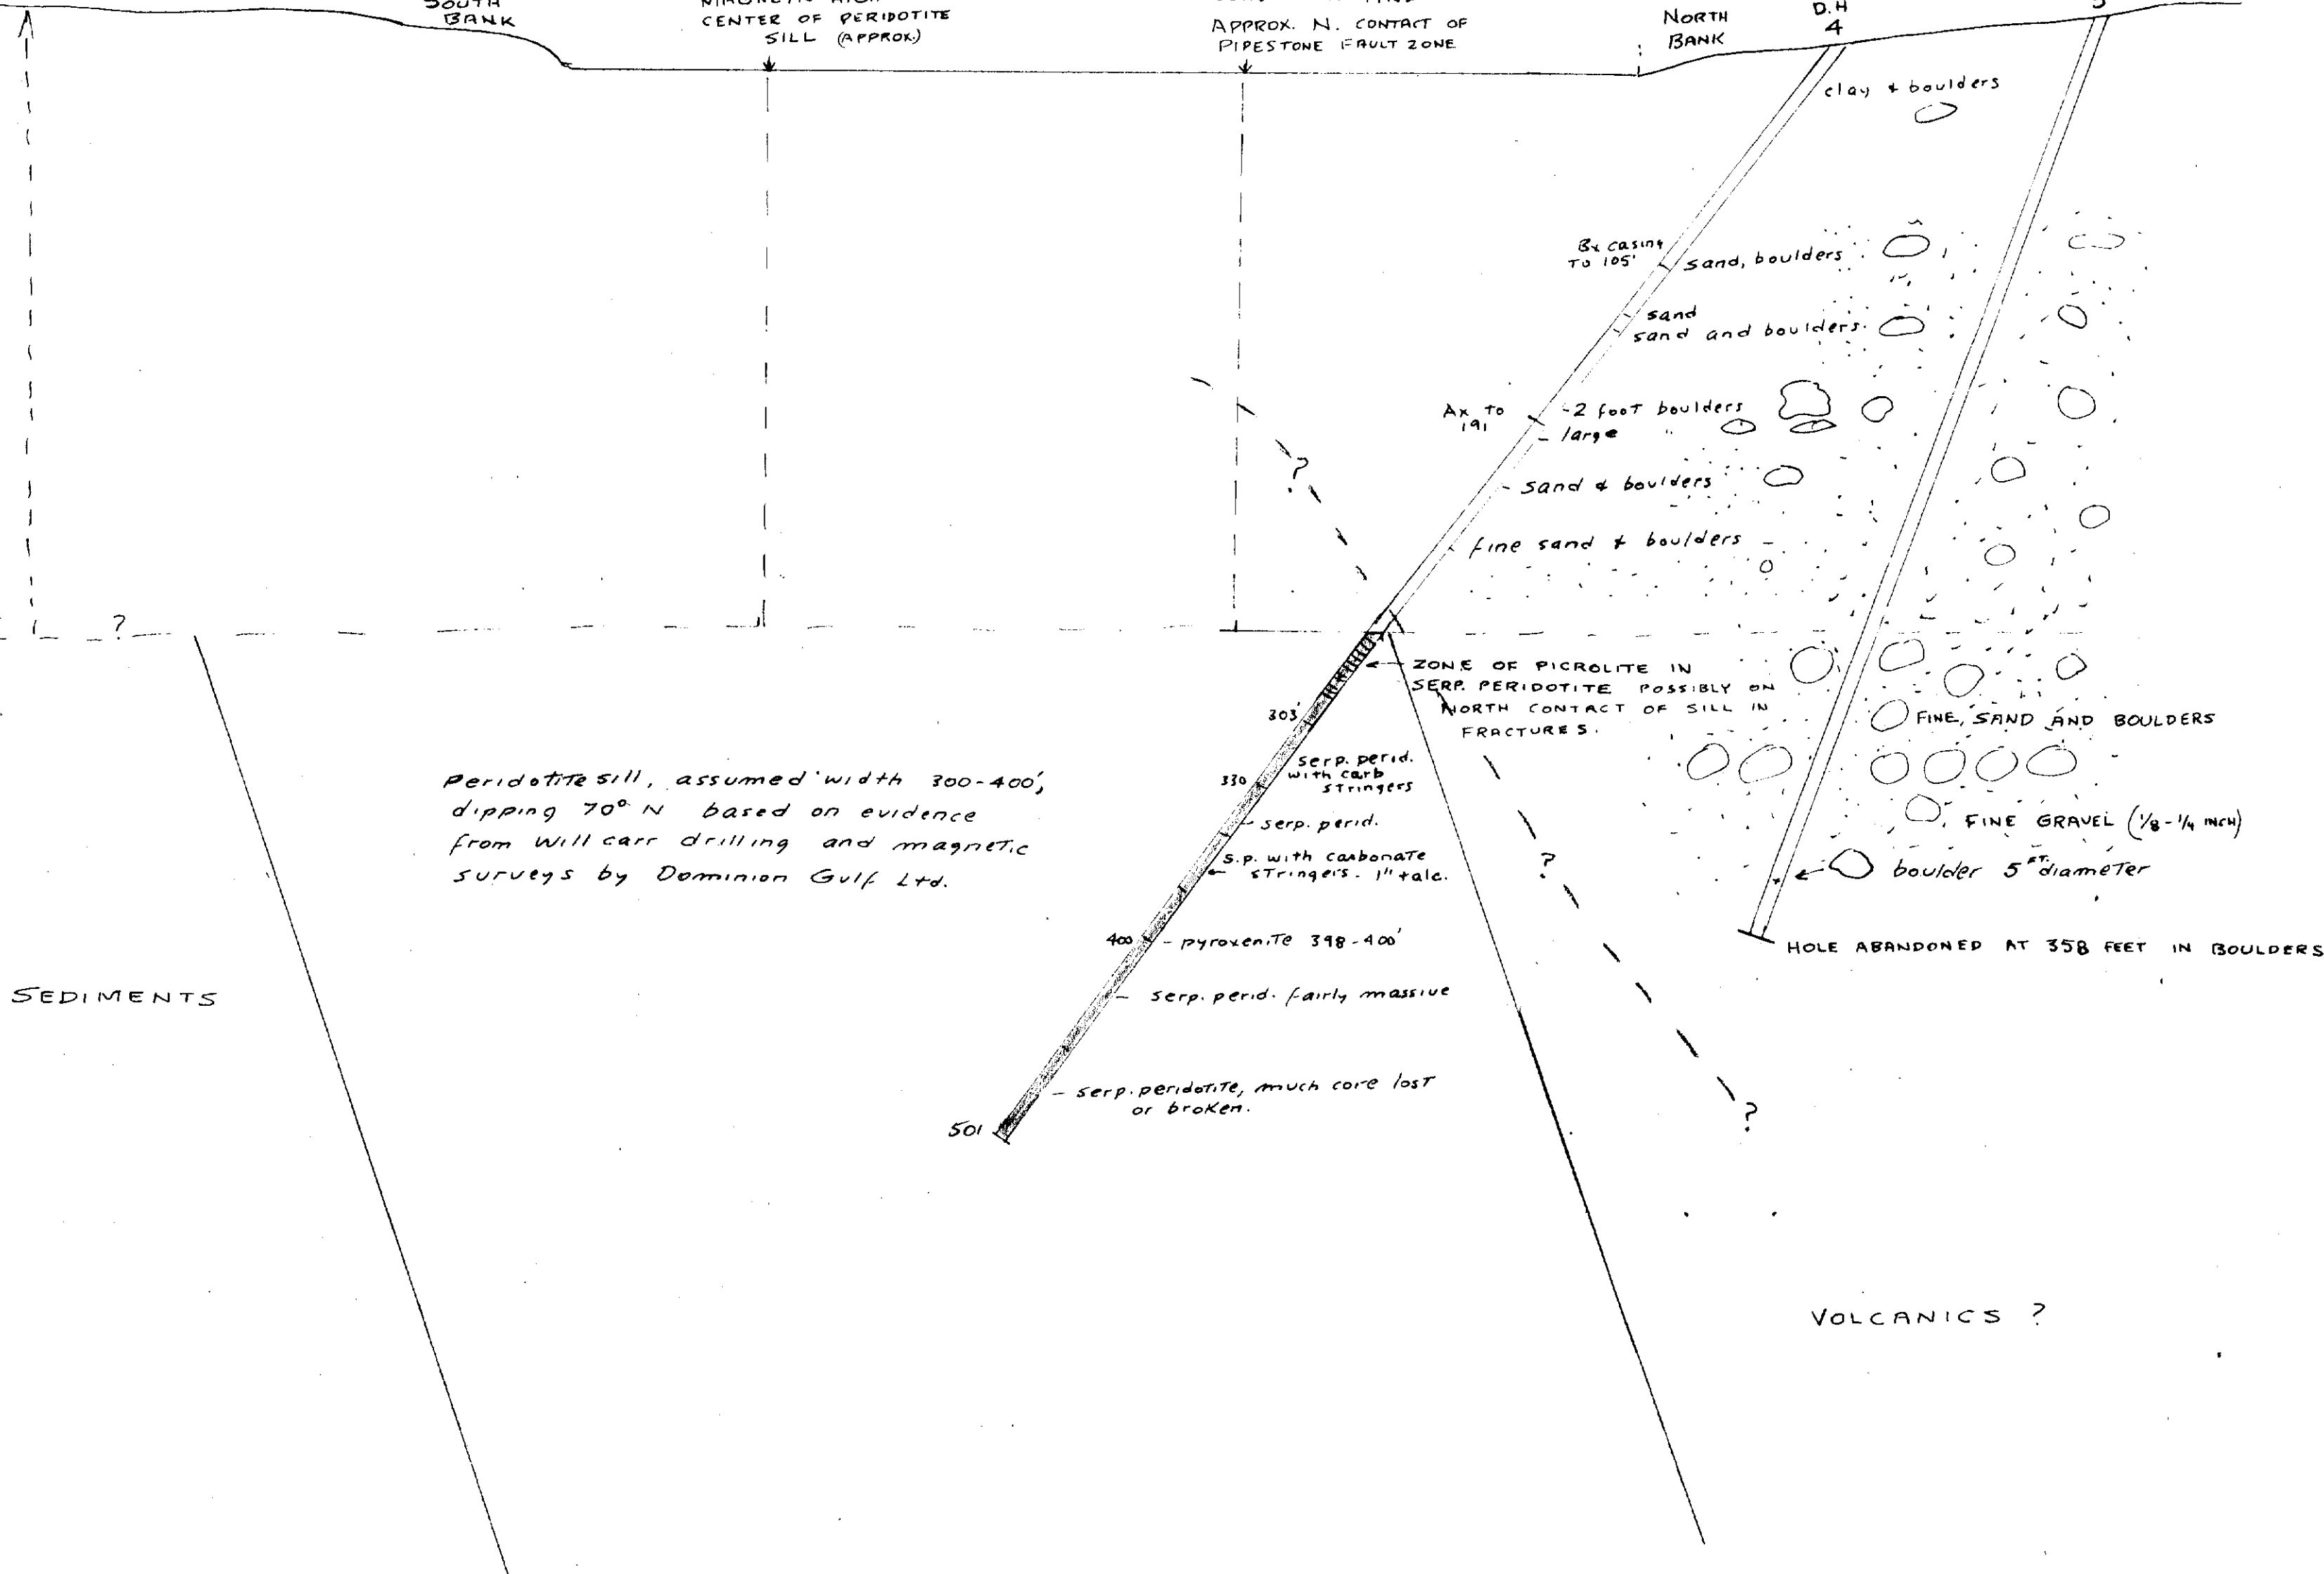 SOUTH
BANK
CENTER OF PERIDOTITE
SILL (APPROX.)
APPROX. N. CONTACT OF
PIPESTONE FAULT ZONE
NORTH
BANK
D.H
4
clay & boulders
Bx casing
TO 105'
sand, boulders
sand
sand and boulders.
Ax to
191
-2 foot boulders
- large "
- sand & boulders
fine sand & boulders -
?
?
ZONE OF PICROLITE IN
SERP. PERIDOTITE POSSIBLY ON
NORTH CONTACT OF SILL IN
FRACTURES.
303'
FINE, SAND AND BOULDERS
serp. perid.
with carb
stringers
330
peridotite sill, assumed width 300-400',
dipping 70° N based on evidence
from Will carr drilling and magnetic
surveys by Dominion Gulf Ltd.
- serp. perid.
S.p. with carbonate
stringers. 1" talc.
FINE GRAVEL (1/8 - 1/4 INCH)
?
boulder 5 FT. diameter
400
- pyroxenite 398-400'
HOLE ABANDONED AT 358 FEET IN BOULDERS
SEDIMENTS
- serp. perid. fairly massive
- serp. peridotite, much core lost
or broken.
501
?
VOLCANICS ?